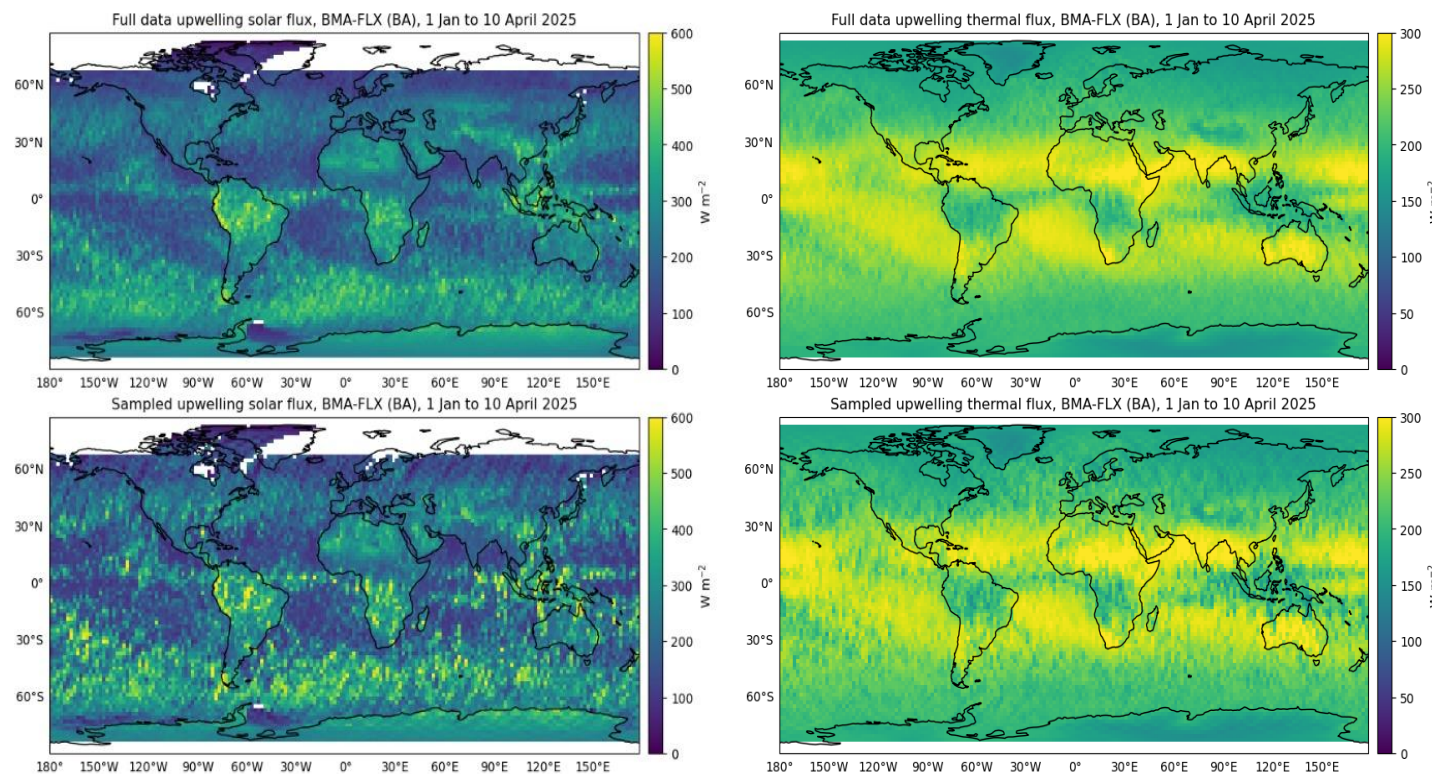 Full data upwelling solar flux, BMA-FLX (BA), 1 Jan to 10 April 2025
60°N
30°N
0°
30°S
60°S
180° 150°W 120°W 90°W 60°W 30°W 0° 30°E 60°E 90°E 120°E 150°E
600
500
400
300
200
100
0
W m⁻²
Full data upwelling thermal flux, BMA-FLX (BA), 1 Jan to 10 April 2025
60°N
30°N
0°
30°S
60°S
180° 150°W 120°W 90°W 60°W 30°W 0° 30°E 60°E 90°E 120°E 150°E
300
250
200
150
100
50
0
W m⁻²
Sampled upwelling solar flux, BMA-FLX (BA), 1 Jan to 10 April 2025
60°N
30°N
0°
30°S
60°S
180° 150°W 120°W 90°W 60°W 30°W 0° 30°E 60°E 90°E 120°E 150°E
600
500
400
300
200
100
0
W m⁻²
Sampled upwelling thermal flux, BMA-FLX (BA), 1 Jan to 10 April 2025
60°N
30°N
0°
30°S
60°S
180° 150°W 120°W 90°W 60°W 30°W 0° 30°E 60°E 90°E 120°E 150°E
300
250
200
150
100
50
0
W m⁻²